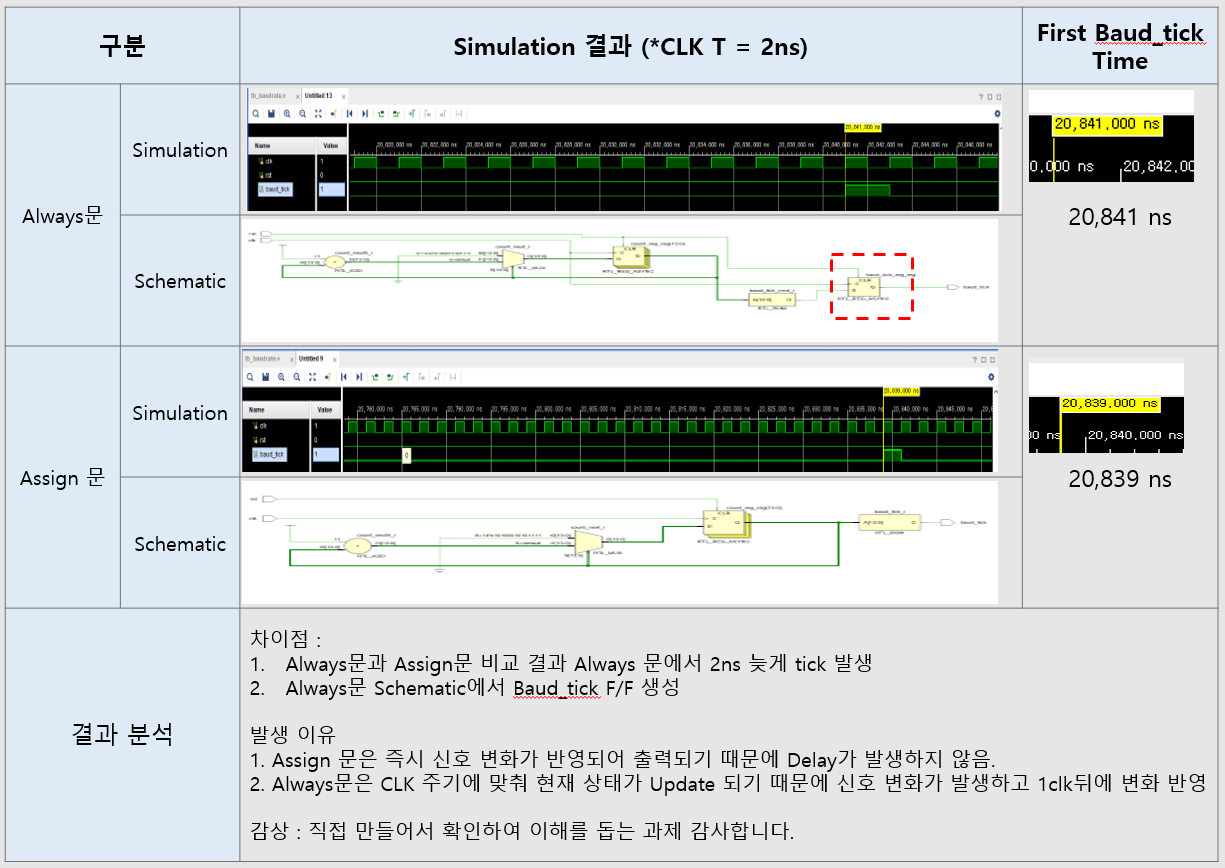 구분
Simulation 결과 (*CLK T = 2ns)
First Baud_tick
Time
Always문
Simulation
tb_baudrate.v
Untitled 13
20,841.000 ns
Name
Value
clk
1
rst
0
baud_tick
1
20,841.000 ns
0.000 ns
20,842.00
20,841 ns
Schematic
baud_tick
Assign 문
Simulation
tb_baudrate.v
Untitled 9
20,839.000 ns
Name
Value
clk
1
rst
0
baud_tick
1
0
20,839.000 ns
00 ns
20,840.000 ns
20,839 ns
Schematic
baud_tick
결과 분석
차이점 :
1. Always문과 Assign문 비교 결과 Always 문에서 2ns 늦게 tick 발생
2. Always문 Schematic에서 Baud_tick F/F 생성
발생 이유
1. Assign 문은 즉시 신호 변화가 반영되어 출력되기 때문에 Delay가 발생하지 않음.
2. Always문은 CLK 주기에 맞춰 현재 상태가 Update 되기 때문에 신호 변화가 발생하고 1clk뒤에 변화 반영
감상 : 직접 만들어서 확인하여 이해를 돕는 과제 감사합니다.